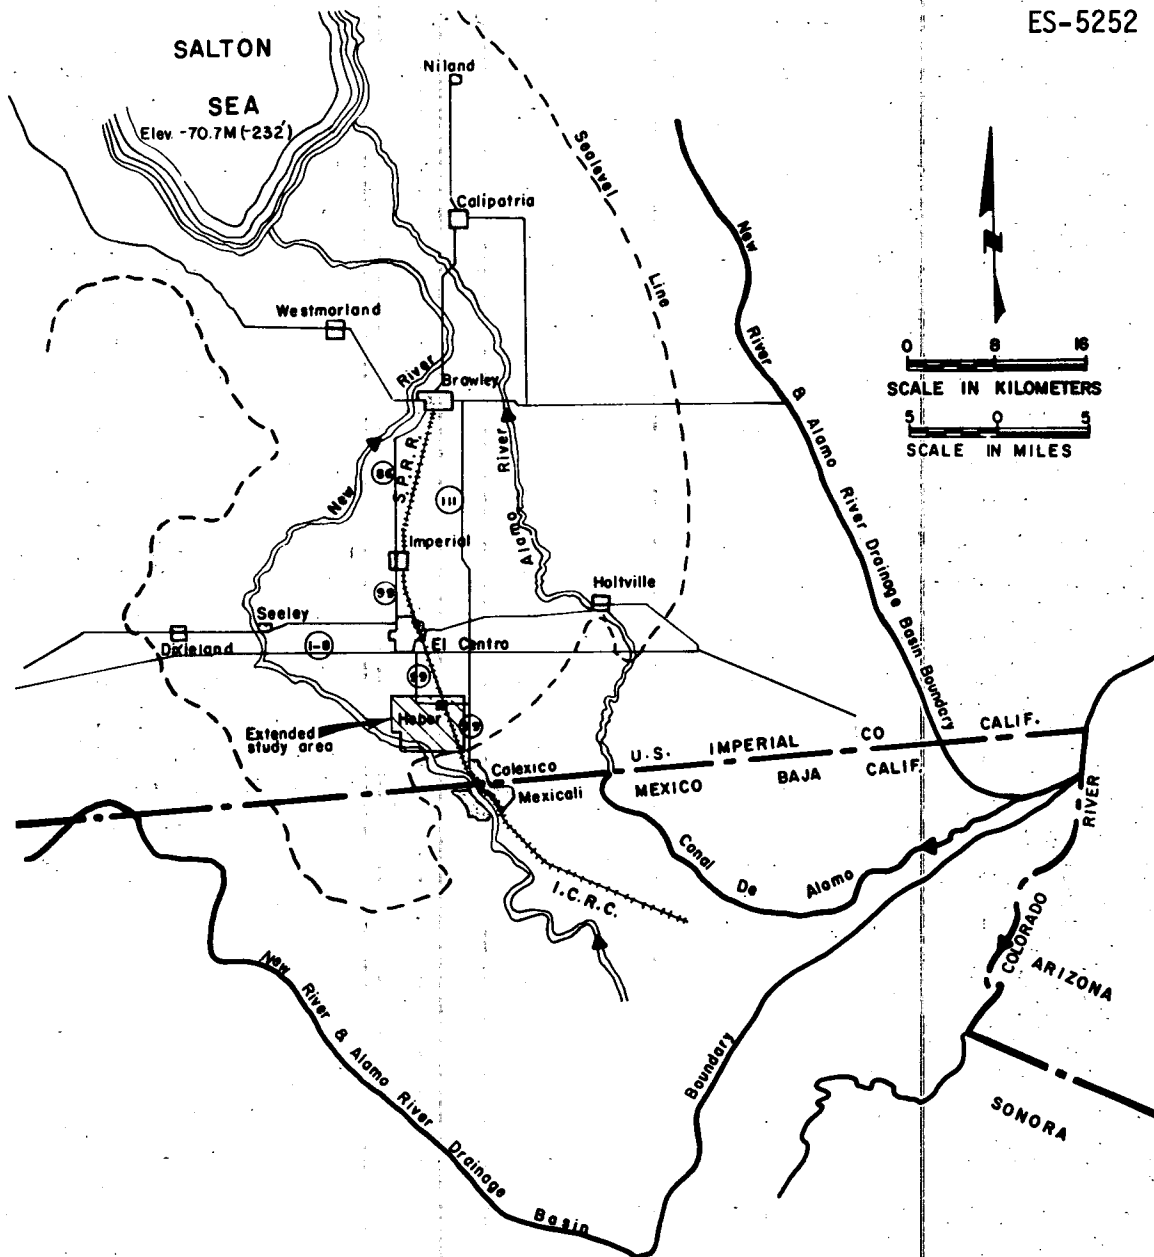 ES-5252
SALTON
SEA
Elev. -70.7M (-232')
Niland
Sealevel
Line
Calipatria
Westmorland
New River & Alamo River Drainage Basin Boundary
N
0 8 16
SCALE IN KILOMETERS
5 0 5
SCALE IN MILES
Brawley
New River
86
S.P.R.R.
111
Alamo River
Imperial
99
Holtville
Seeley
Dixieland
I-8
El Centro
99
Heber
99
Extended
study area
Calexico
Mexicali
U.S. IMPERIAL CO CALIF.
MEXICO BAJA CALIF.
Canal De Alamo
I.C.R.C.
COLORADO RIVER
ARIZONA
SONORA
New River & Alamo River Drainage Basin Boundary